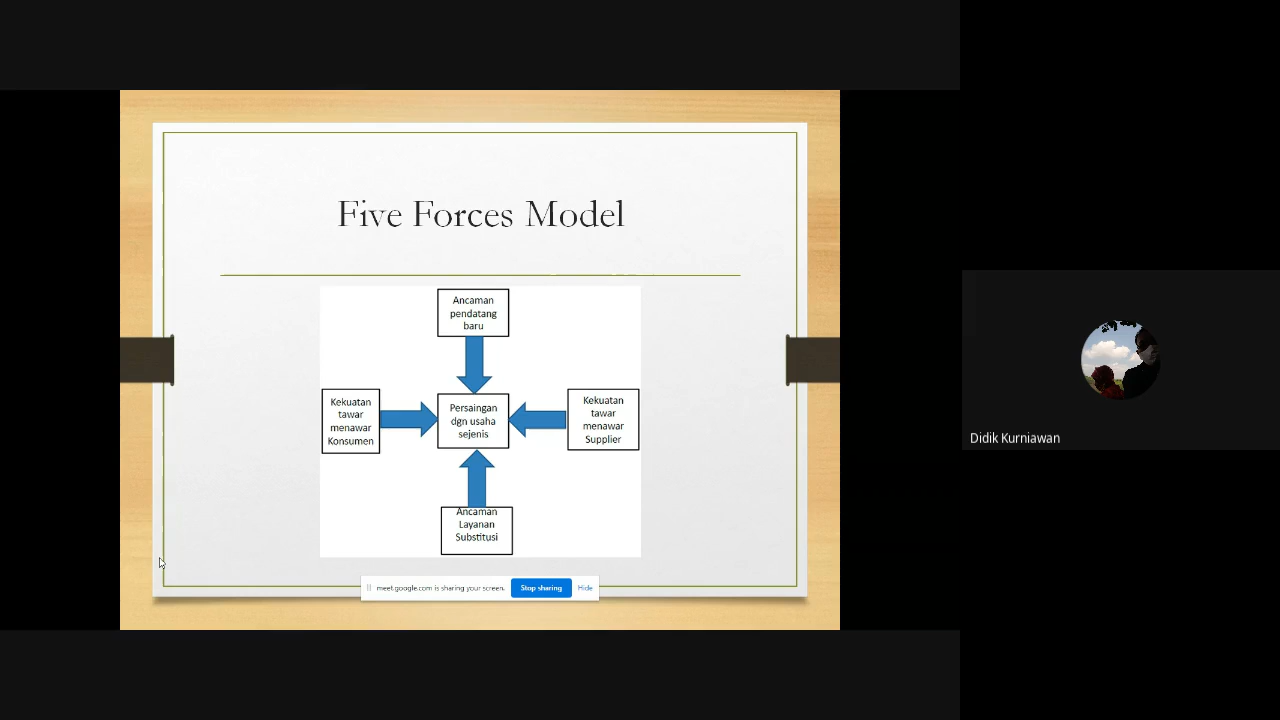 Five Forces Model
Ancaman
pendatang
baru
Kekuatan
tawar
menawar
Konsumen
Persaingan
dgn usaha
sejenis
Kekuatan
tawar
menawar
Supplier
Ancaman
Layanan
Substitusi
meet.google.com is sharing your screen.
Stop sharing
Hide
Didik Kurniawan